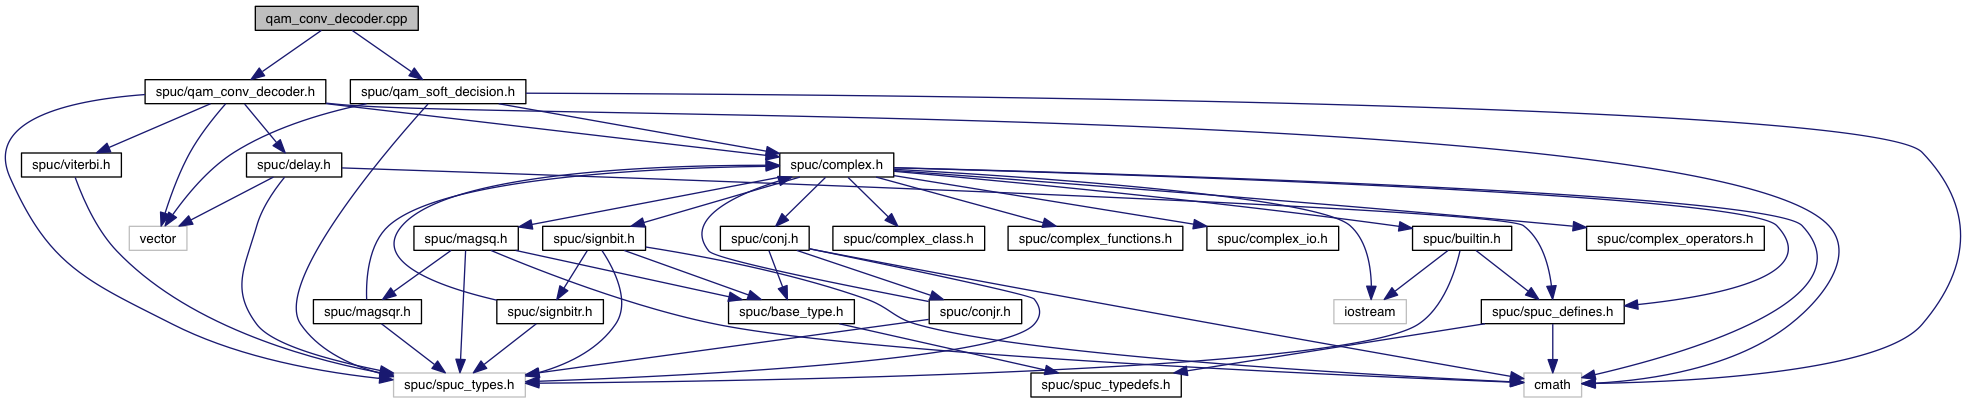 qam_conv_decoder.cpp
spuc/qam_conv_decoder.h
spuc/qam_soft_decision.h
spuc/viterbi.h
spuc/delay.h
spuc/complex.h
vector
spuc/magsq.h
spuc/signbit.h
spuc/conj.h
spuc/complex_class.h
spuc/complex_functions.h
spuc/complex_io.h
spuc/builtin.h
spuc/complex_operators.h
spuc/magsqr.h
spuc/signbitr.h
spuc/base_type.h
spuc/conjr.h
iostream
spuc/spuc_defines.h
spuc/spuc_types.h
spuc/spuc_typedefs.h
cmath